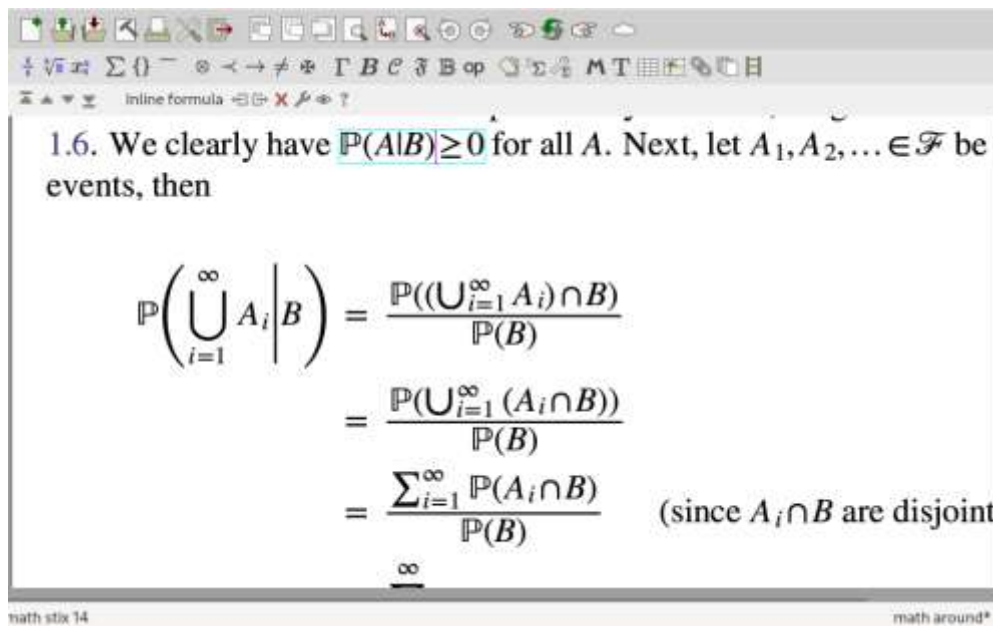 Inline formula
1.6. We clearly have ℙ(A|B)≥0 for all A. Next, let A₁,A₂,…∈ℱ be
events, then
ℙ(⋃_{i=1}^{∞} A_i | B) = ℙ((⋃_{i=1}^{∞} A_i)∩B) / ℙ(B)
= ℙ(⋃_{i=1}^{∞} (A_i∩B)) / ℙ(B)
= ∑_{i=1}^{∞} ℙ(A_i∩B) / ℙ(B) (since A_i∩B are disjoint
∞
math stix 14
math around*